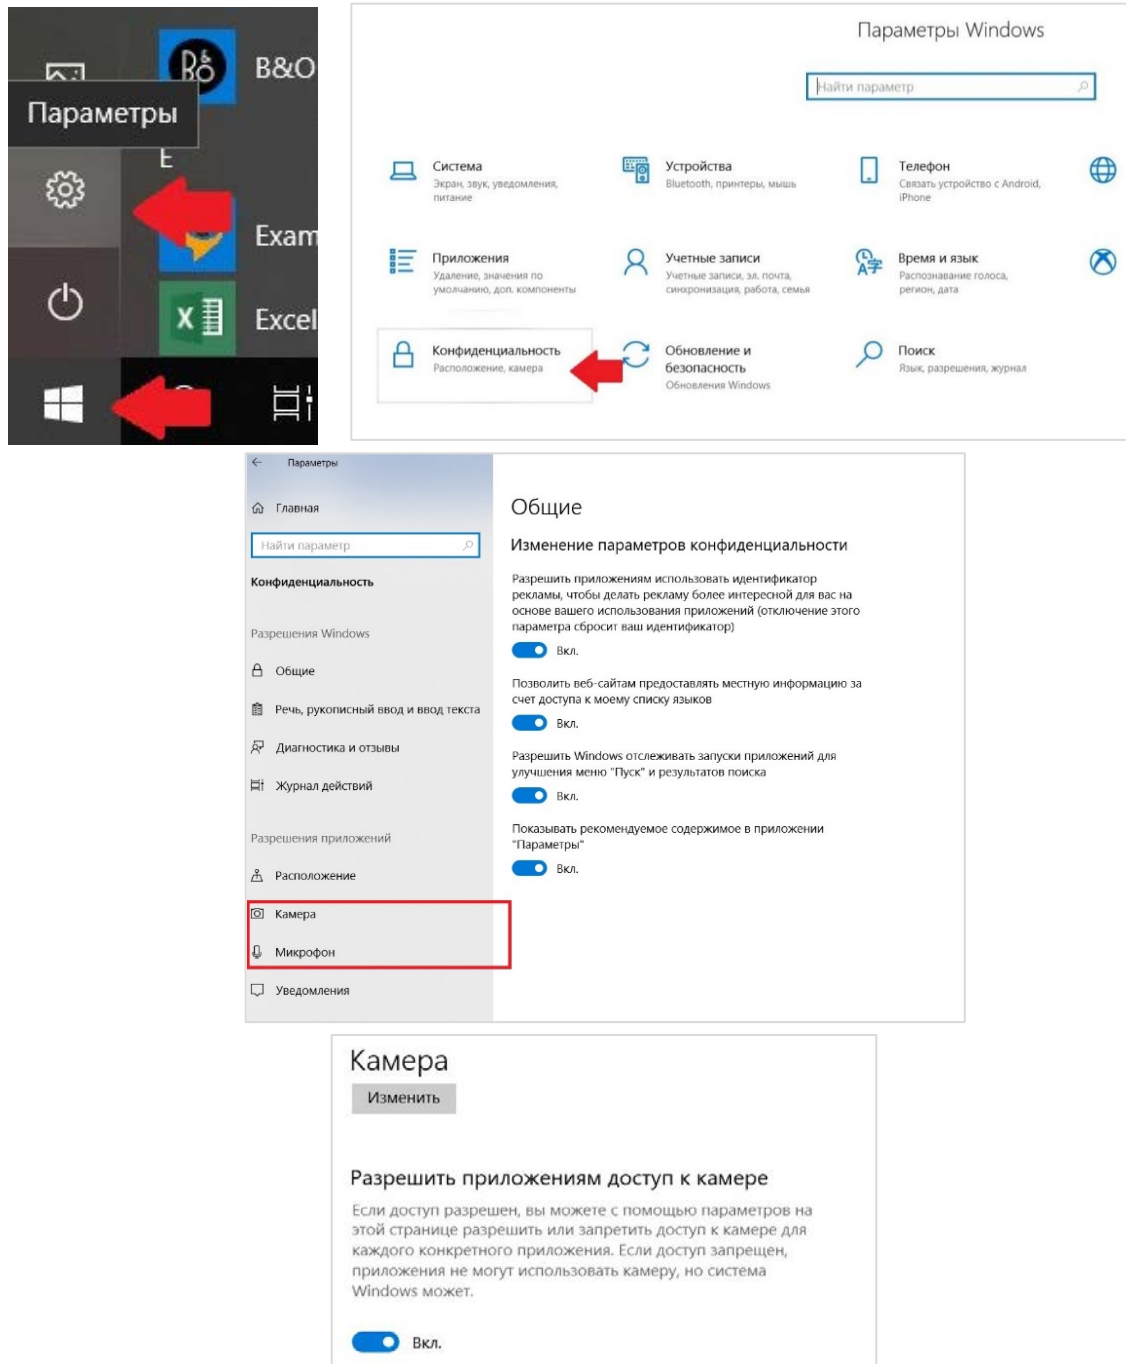 B&O
Параметры
E
Exam
Excel
Параметры Windows
Найти параметр
Система
Экран, звук, уведомления,
питание
Устройства
Bluetooth, принтеры, мышь
Телефон
Связать устройство с Android,
iPhone
Приложения
Удаление, значения по
умолчанию, доп. компоненты
Учетные записи
Учетные записи, эл. почта,
синхронизация, работа, семья
Время и язык
Распознавание голоса,
регион, дата
Конфиденциальность
Расположение, камера
Обновление и
безопасность
Обновления Windows
Поиск
Язык, разрешения, журнал
Параметры
Главная
Найти параметр
Конфиденциальность
Разрешения Windows
Общие
Речь, рукописный ввод и ввод текста
Диагностика и отзывы
Журнал действий
Разрешения приложений
Расположение
Камера
Микрофон
Уведомления
Общие
Изменение параметров конфиденциальности
Разрешить приложениям использовать идентификатор
рекламы, чтобы делать рекламу более интересной для вас на
основе вашего использования приложений (отключение этого
параметра сбросит ваш идентификатор)
Вкл.
Позволить веб-сайтам предоставлять местную информацию за
счет доступа к моему списку языков
Вкл.
Разрешить Windows отслеживать запуски приложений для
улучшения меню "Пуск" и результатов поиска
Вкл.
Показывать рекомендуемое содержимое в приложении
"Параметры"
Вкл.
Камера
Изменить
Разрешить приложениям доступ к камере
Если доступ разрешен, вы можете с помощью параметров на
этой странице разрешить или запретить доступ к камере для
каждого конкретного приложения. Если доступ запрещен,
приложения не могут использовать камеру, но система
Windows может.
Вкл.